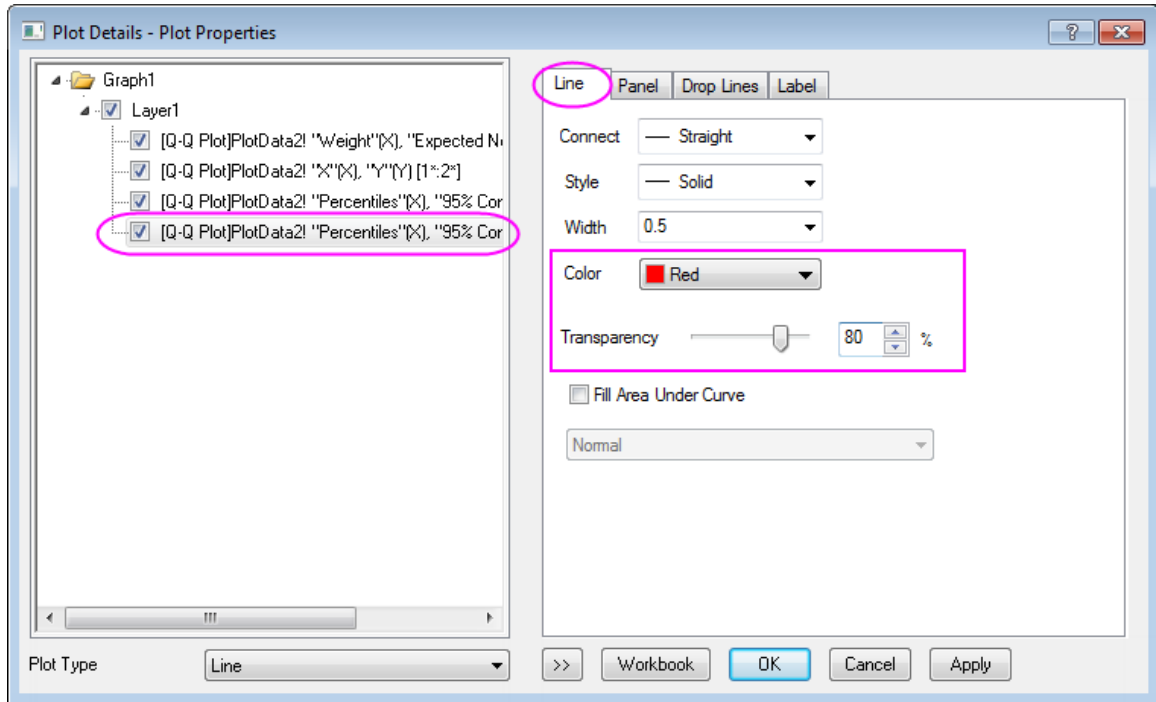 Plot Details - Plot Properties
Graph1
Layer1
[Q-Q Plot]PlotData2! "Weight"(X), "Expected N
[Q-Q Plot]PlotData2! "X"(X), "Y"(Y) [1*:2*]
[Q-Q Plot]PlotData2! "Percentiles"(X), "95% Cor
[Q-Q Plot]PlotData2! "Percentiles"(X), "95% Cor
Plot Type
Line
Line Panel Drop Lines Label
Connect Straight
Style Solid
Width 0.5
Color Red
Transparency 80 %
Fill Area Under Curve
Normal
>> Workbook OK Cancel Apply